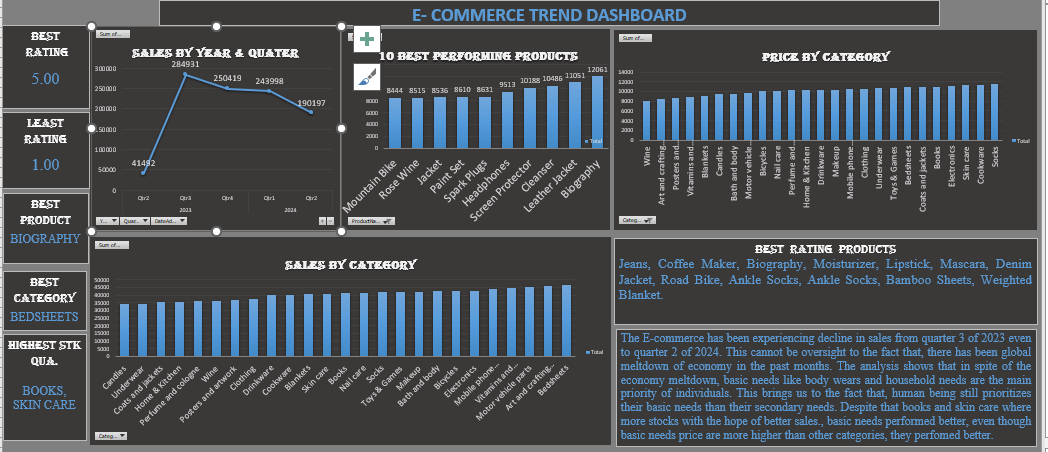 E- COMMERCE TREND DASHBOARD
BEST
RATING
5.00
LEAST
RATING
1.00
BEST
PRODUCT
BIOGRAPHY
BEST
CATEGORY
BEDSHEETS
HIGHEST STK
QUA.
BOOKS,
SKIN CARE
Sum of...
SALES BY YEAR & QUATER
300000
250000
200000
150000
100000
50000
0
41492
284931
250419
243998
190197
Qtr2 Qtr3 Qtr4 Qtr1 Qtr2
2023 2024
Y... Quar... DateAd...
10 BEST PERFORMING PRODUCTS
8000
6000
4000
2000
0
8444 8515 8536 8610 8631 9513 10188 10486 11051 12061
Mountain Bike
Rose Wine
Jacket
Paint Set
Spark Plugs
Headphones
Screen Protector
Cleanser
Leather Jacket
Biography
Total
ProductNa...
Sum of...
PRICE BY CATEGORY
14000
12000
10000
8000
6000
4000
2000
0
Wine
Art and crafting...
Posters and...
Vitamins and...
Blankets
Candles
Bath and body
Motor vehicle...
Bicycles
Nail care
Perfume and...
Home & Kitchen
Drinkware
Makeup
Mobile phone...
Clothing
Underwear
Toys & Games
Bedsheets
Coats and jackets
Books
Electronics
Skin care
Cookware
Socks
Total
Categ...
Sum of...
SALES BY CATEGORY
50000
45000
40000
35000
30000
25000
20000
15000
10000
5000
0
Candles
Underwear
Coats and jackets
Home & Kitchen
Perfume and cologne
Wine
Posters and artwork
Clothing
Drinkware
Cookware
Blankets
Skin care
Books
Nail care
Socks
Toys & Games
Makeup
Bath and body
Bicycles
Electronics
Mobile phone...
Vitamins and...
Motor vehicle parts
Art and crafting...
Bedsheets
Total
Categ...
BEST RATING PRODUCTS
Jeans, Coffee Maker, Biography, Moisturizer, Lipstick, Mascara, Denim
Jacket, Road Bike, Ankle Socks, Ankle Socks, Bamboo Sheets, Weighted
Blanket.
The E-commerce has been experiencing decline in sales from quarter 3 of 2023 even
to quarter 2 of 2024. This cannot be oversight to the fact that, there has been global
meltdown of economy in the past months. The analysis shows that in spite of the
economy meltdown, basic needs like body wears and household needs are the main
priority of individuals. This brings us to the fact that, human being still prioritizes
their basic needs than their secondary needs. Despite that books and skin care where
more stocks with the hope of better sales., basic needs performed better, even though
basic needs price are more higher than other categories, they perfomed better.